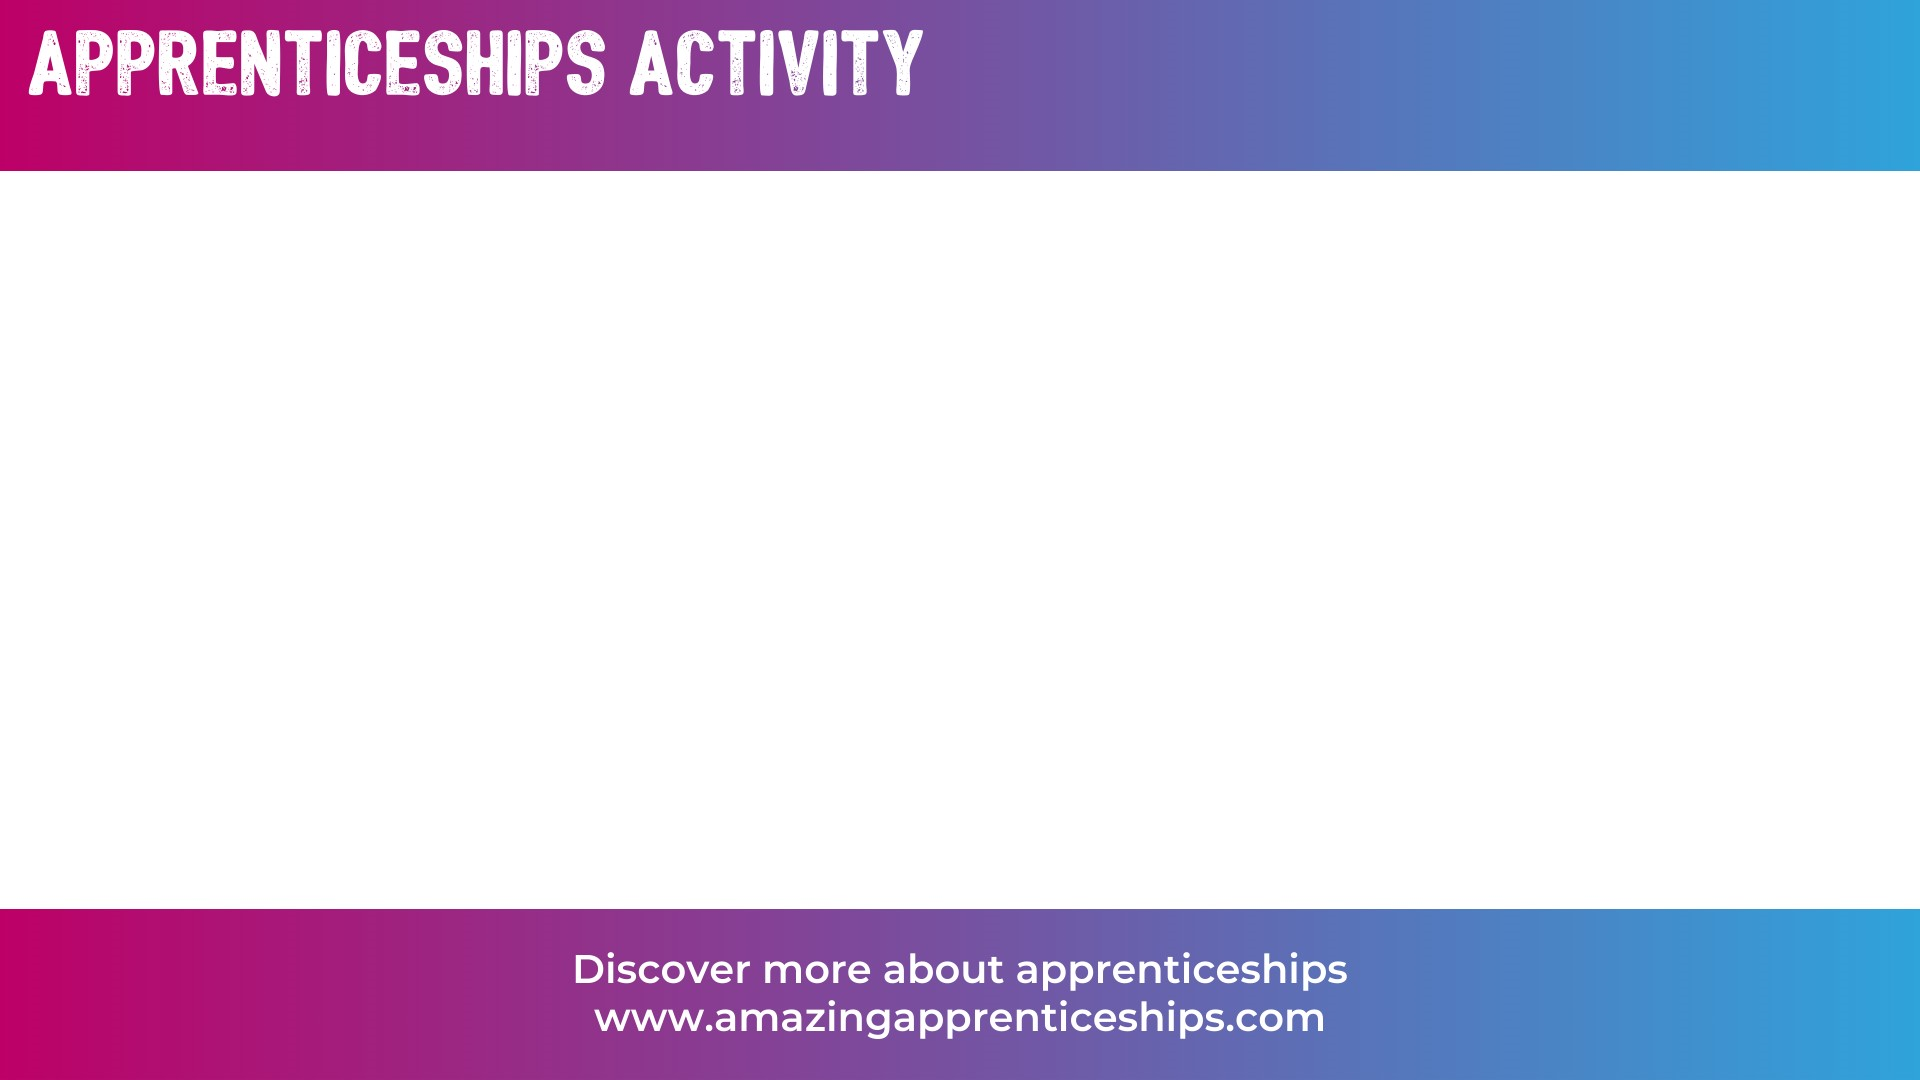 APPRENTICESHIPS ACTIVITY
Discover more about apprenticeships
www.amazingapprenticeships.com